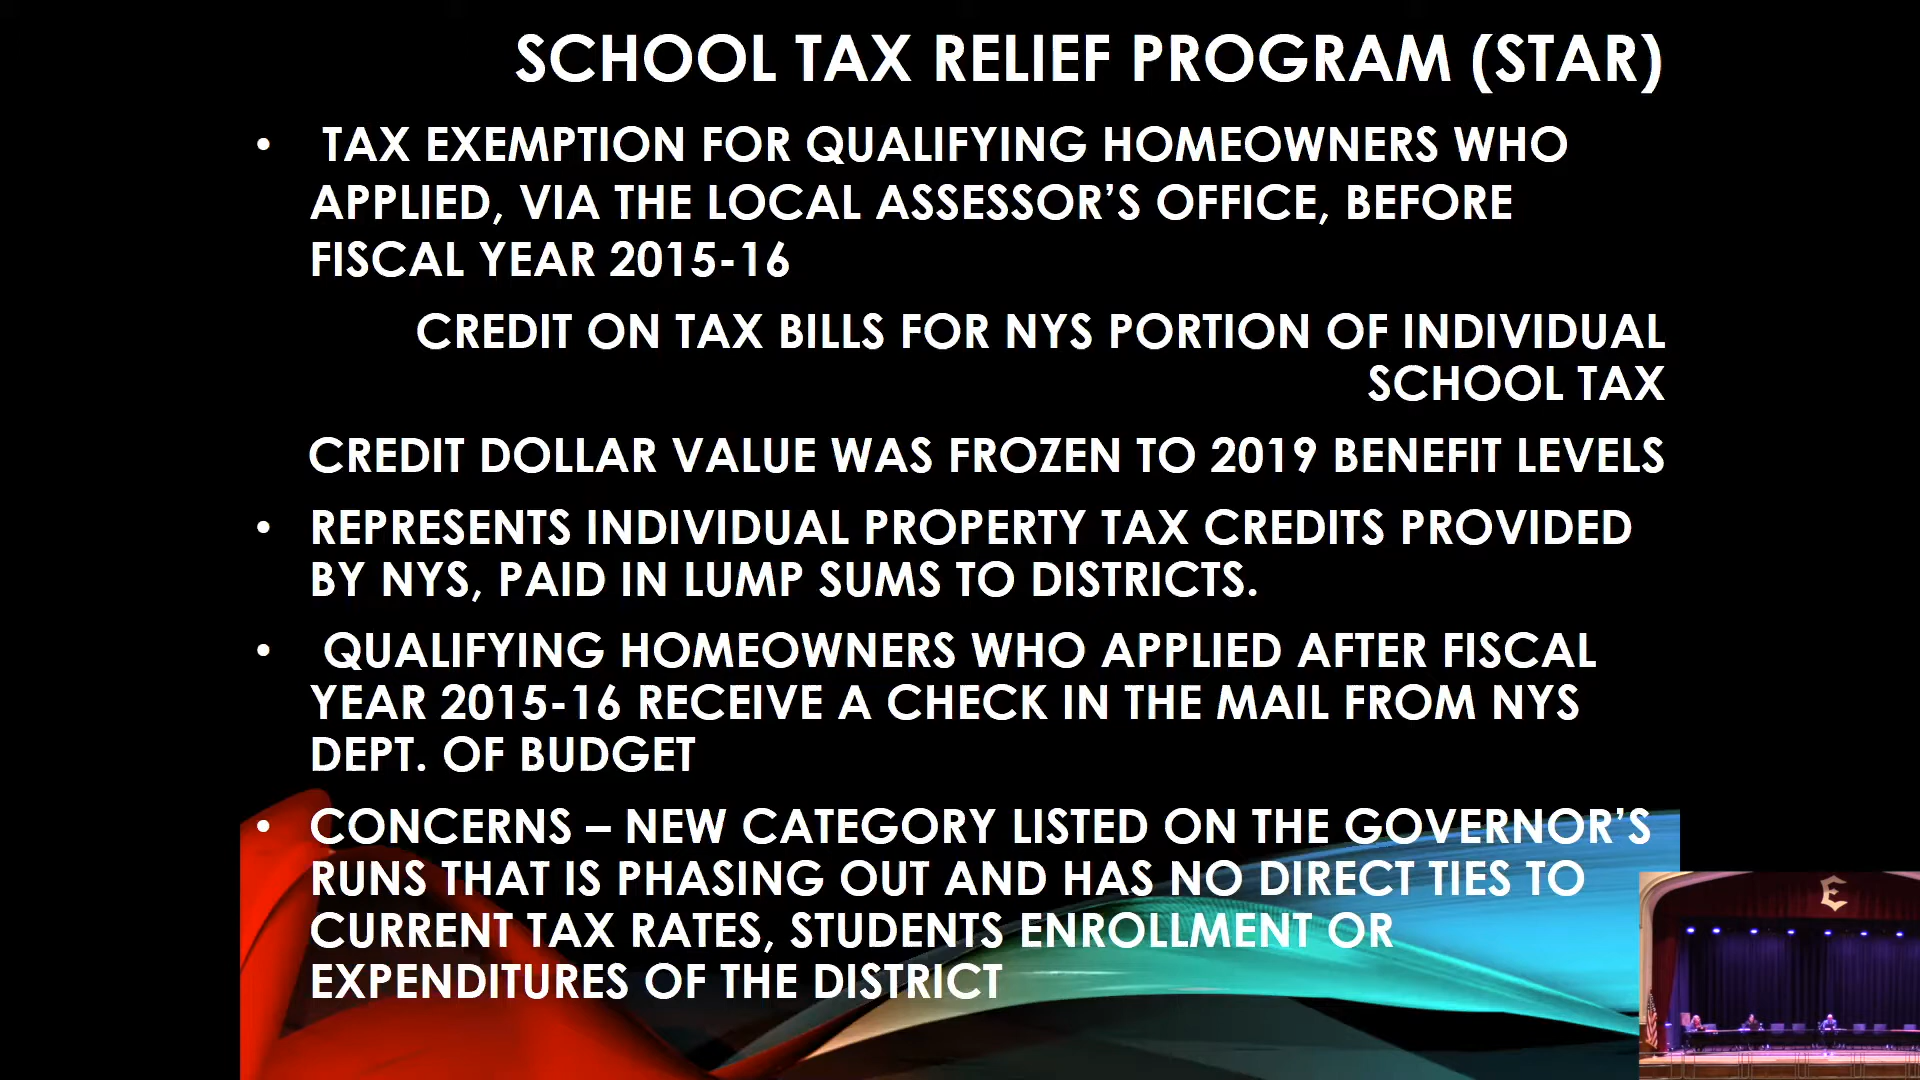 SCHOOL TAX RELIEF PROGRAM (STAR)
• TAX EXEMPTION FOR QUALIFYING HOMEOWNERS WHO
APPLIED, VIA THE LOCAL ASSESSOR’S OFFICE, BEFORE
FISCAL YEAR 2015-16
CREDIT ON TAX BILLS FOR NYS PORTION OF INDIVIDUAL
SCHOOL TAX
CREDIT DOLLAR VALUE WAS FROZEN TO 2019 BENEFIT LEVELS
• REPRESENTS INDIVIDUAL PROPERTY TAX CREDITS PROVIDED
BY NYS, PAID IN LUMP SUMS TO DISTRICTS.
• QUALIFYING HOMEOWNERS WHO APPLIED AFTER FISCAL
YEAR 2015-16 RECEIVE A CHECK IN THE MAIL FROM NYS
DEPT. OF BUDGET
• CONCERNS – NEW CATEGORY LISTED ON THE GOVERNOR’S
RUNS THAT IS PHASING OUT AND HAS NO DIRECT TIES TO
CURRENT TAX RATES, STUDENTS ENROLLMENT OR
EXPENDITURES OF THE DISTRICT
E